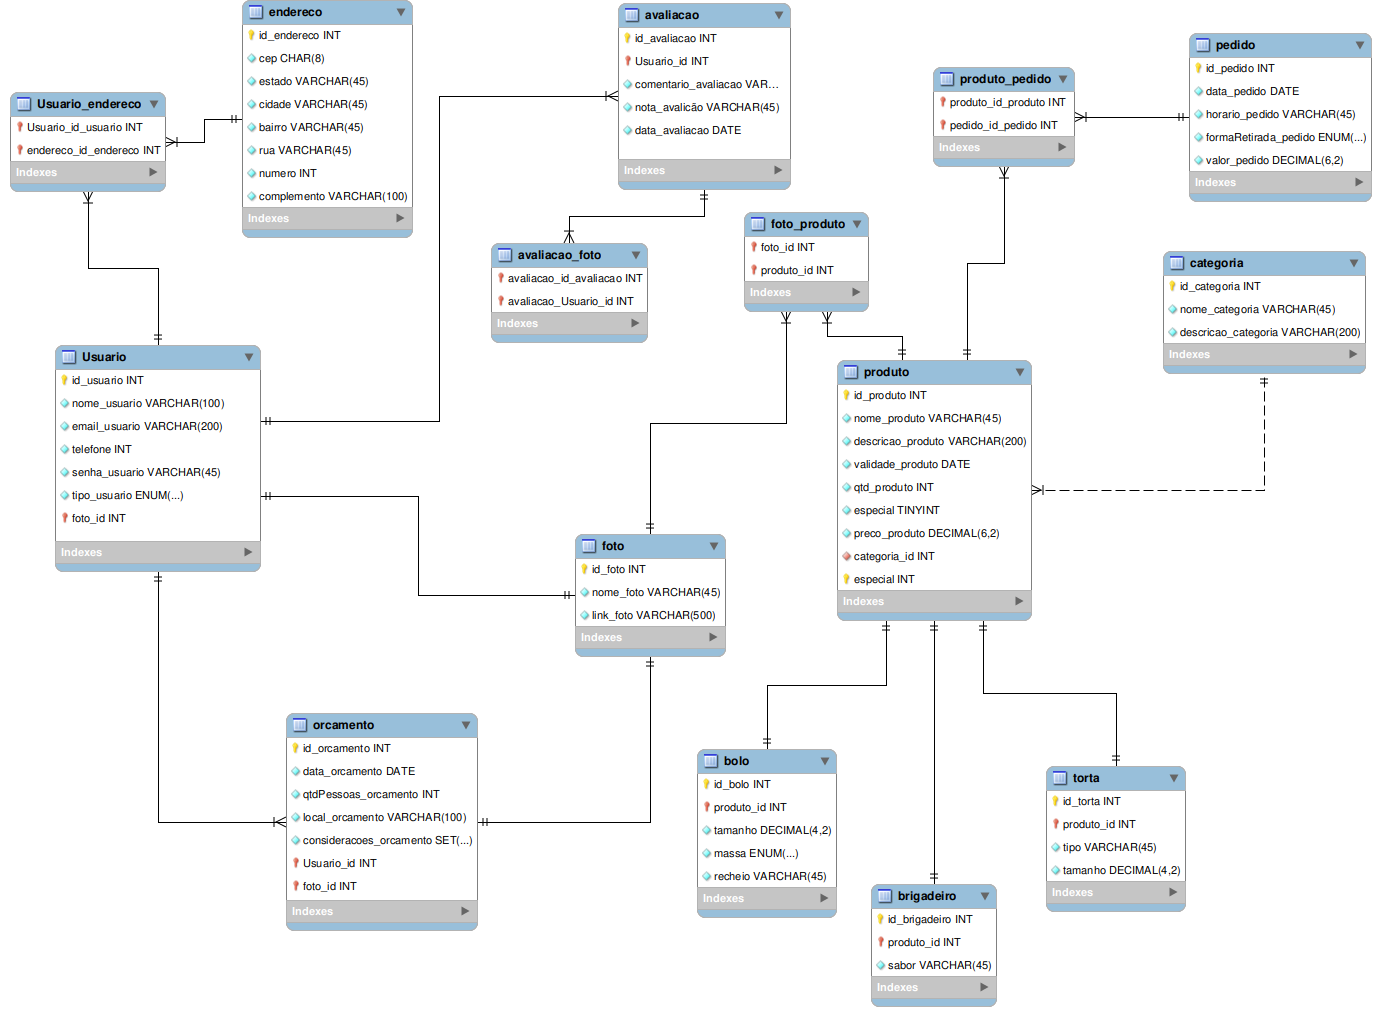 endereco
id_endereco INT
cep CHAR(8)
estado VARCHAR(45)
cidade VARCHAR(45)
bairro VARCHAR(45)
rua VARCHAR(45)
numero INT
complemento VARCHAR(100)
Indexes
avaliacao
id_avaliacao INT
Usuario_id INT
comentario_avaliacao VAR...
nota_avalicão VARCHAR(45)
data_avaliacao DATE
Indexes
pedido
id_pedido INT
data_pedido DATE
horario_pedido VARCHAR(45)
formaRetirada_pedido ENUM(...)
valor_pedido DECIMAL(6,2)
Indexes
produto_pedido
produto_id_produto INT
pedido_id_pedido INT
Indexes
Usuario_endereco
Usuario_id_usuario INT
endereco_id_endereco INT
Indexes
foto_produto
foto_id INT
produto_id INT
Indexes
avaliacao_foto
avaliacao_id_avaliacao INT
avaliacao_Usuario_id INT
Indexes
categoria
id_categoria INT
nome_categoria VARCHAR(45)
descricao_categoria VARCHAR(200)
Indexes
Usuario
id_usuario INT
nome_usuario VARCHAR(100)
email_usuario VARCHAR(200)
telefone INT
senha_usuario VARCHAR(45)
tipo_usuario ENUM(...)
foto_id INT
Indexes
produto
id_produto INT
nome_produto VARCHAR(45)
descricao_produto VARCHAR(200)
validade_produto DATE
qtd_produto INT
especial TINYINT
preco_produto DECIMAL(6,2)
categoria_id INT
especial INT
Indexes
foto
id_foto INT
nome_foto VARCHAR(45)
link_foto VARCHAR(500)
Indexes
orcamento
id_orcamento INT
data_orcamento DATE
qtdPessoas_orcamento INT
local_orcamento VARCHAR(100)
consideracoes_orcamento SET(...)
Usuario_id INT
foto_id INT
Indexes
bolo
id_bolo INT
produto_id INT
tamanho DECIMAL(4,2)
massa ENUM(...)
recheio VARCHAR(45)
Indexes
torta
id_torta INT
produto_id INT
tipo VARCHAR(45)
tamanho DECIMAL(4,2)
Indexes
brigadeiro
id_brigadeiro INT
produto_id INT
sabor VARCHAR(45)
Indexes